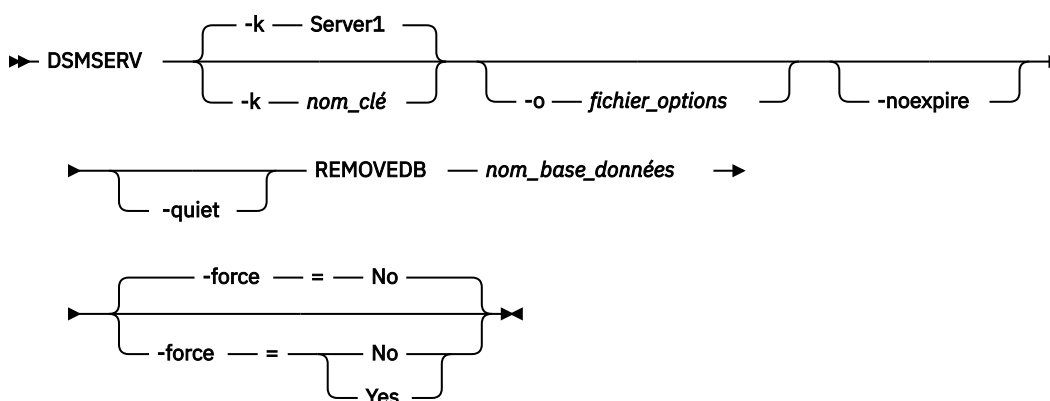 -k Server1
DSMSERV
-k nom_clé -o fichier_options -noexpire
REMOVEDB nom_base_données
-quiet
-force = No
-force = No
Yes